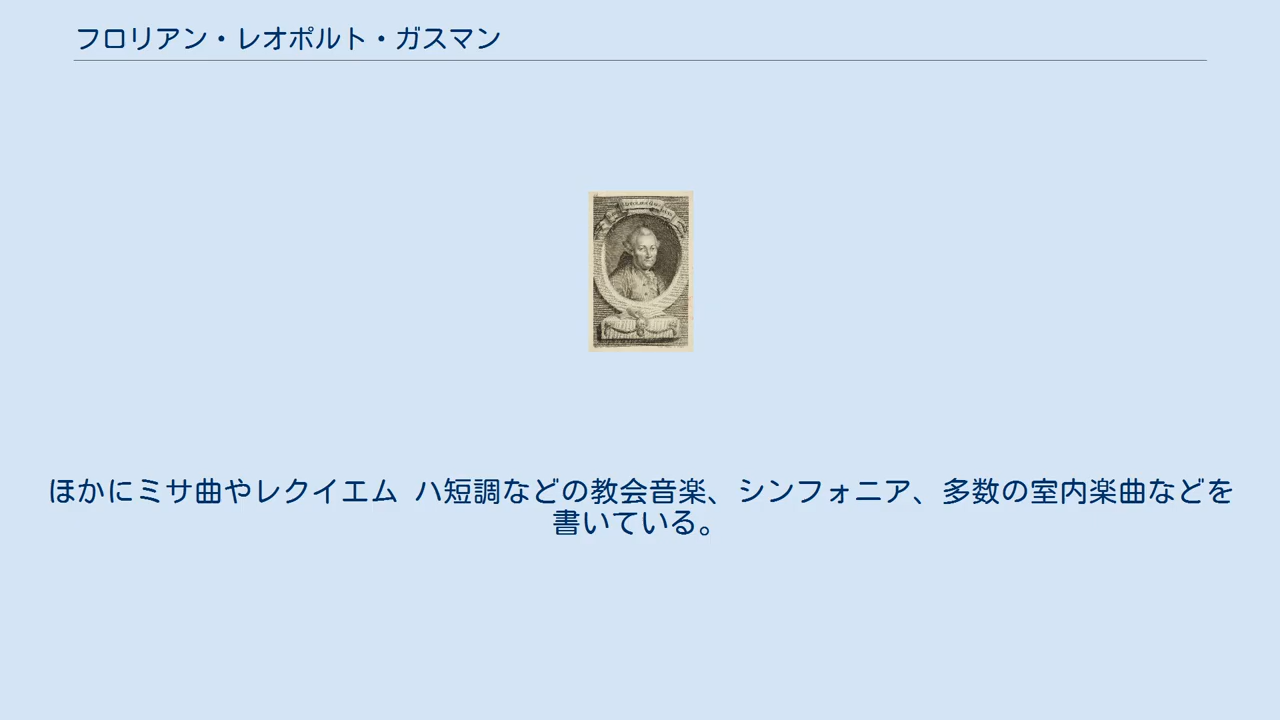 フロリアン・レオポルト・ガスマン
ほかにミサ曲やレクイエム ハ短調などの教会音楽、シンフォニア、多数の室内楽曲などを
書いている。